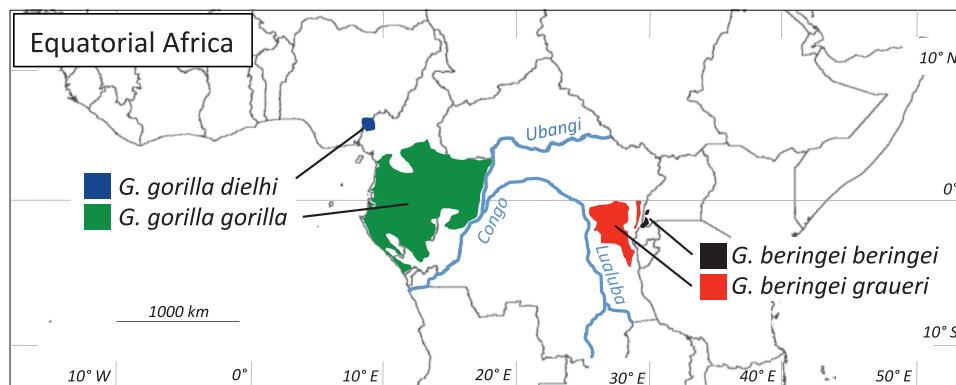 Equatorial Africa
10° N
Ubangi
G. gorilla dielhi
G. gorilla gorilla
0°
Congo
Lualuba
G. beringei beringei
G. beringei graueri
1000 km
10° S
10° W
0°
10° E
20° E
30° E
40° E
50° E